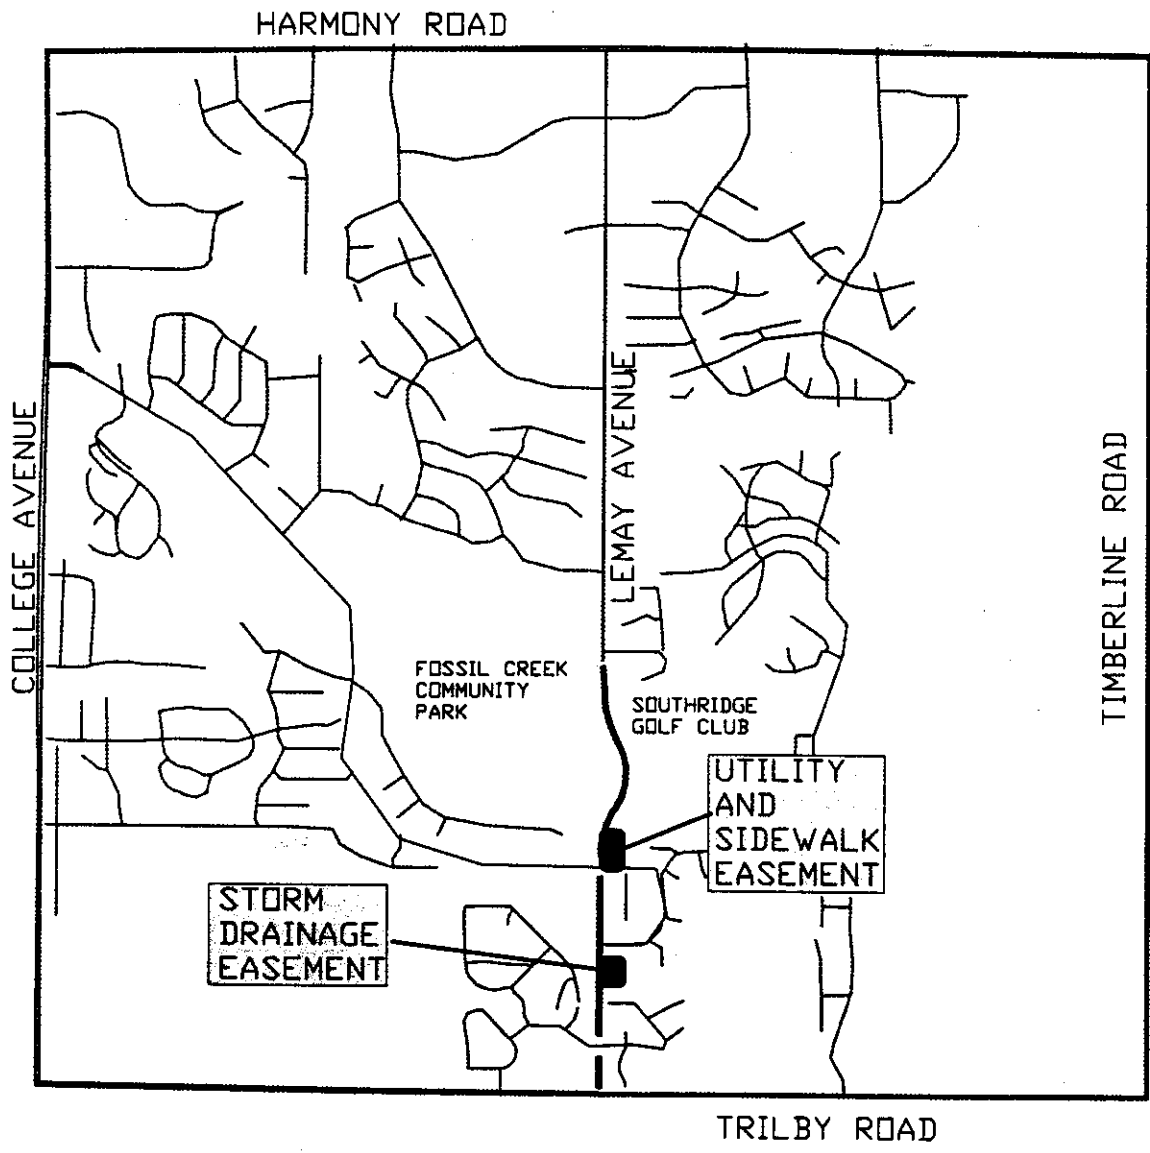 HARMONY ROAD
COLLEGE AVENUE
LEMAY AVENUE
TIMBERLINE ROAD
FOSSIL CREEK
COMMUNITY
PARK
SOUTHRIDGE
GOLF CLUB
UTILITY
AND
SIDEWALK
EASEMENT
STORM
DRAINAGE
EASEMENT
TRILBY ROAD